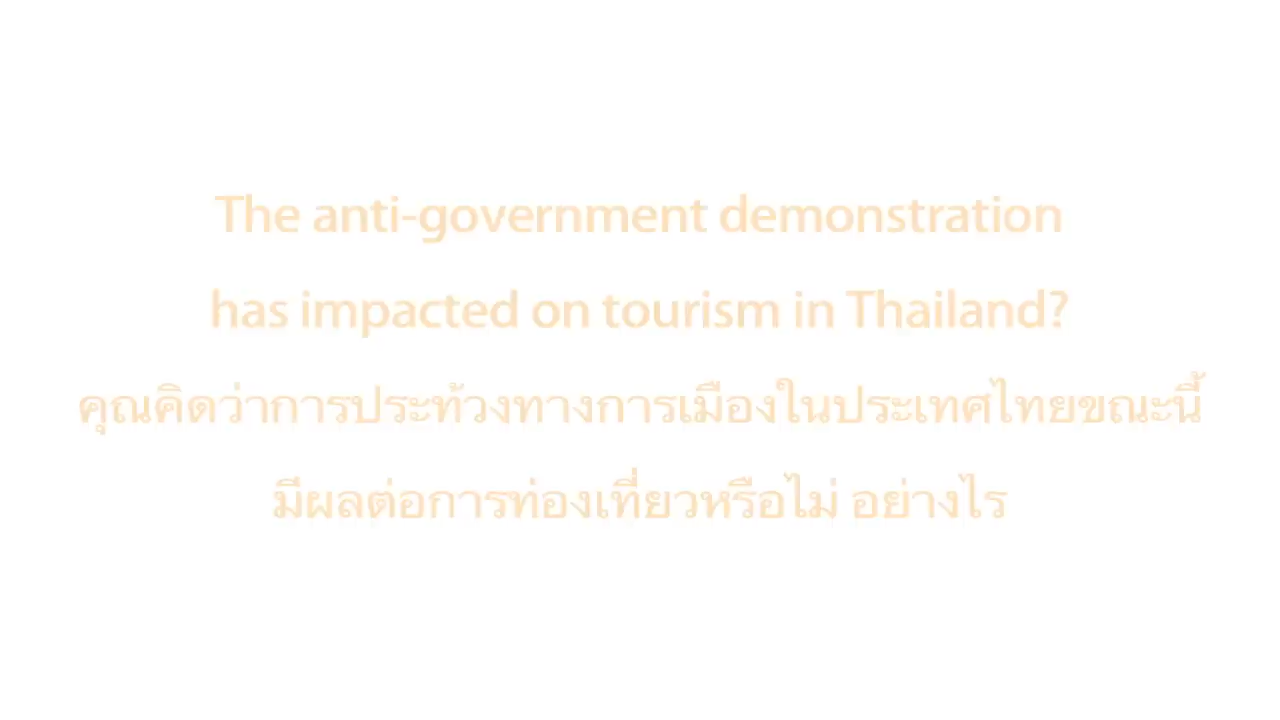 The anti-government demonstration
has impacted on tourism in Thailand?
คุณคิดว่าการประท้วงทางการเมืองในประเทศไทยขณะนี้
มีผลต่อการท่องเที่ยวหรือไม่ อย่างไร